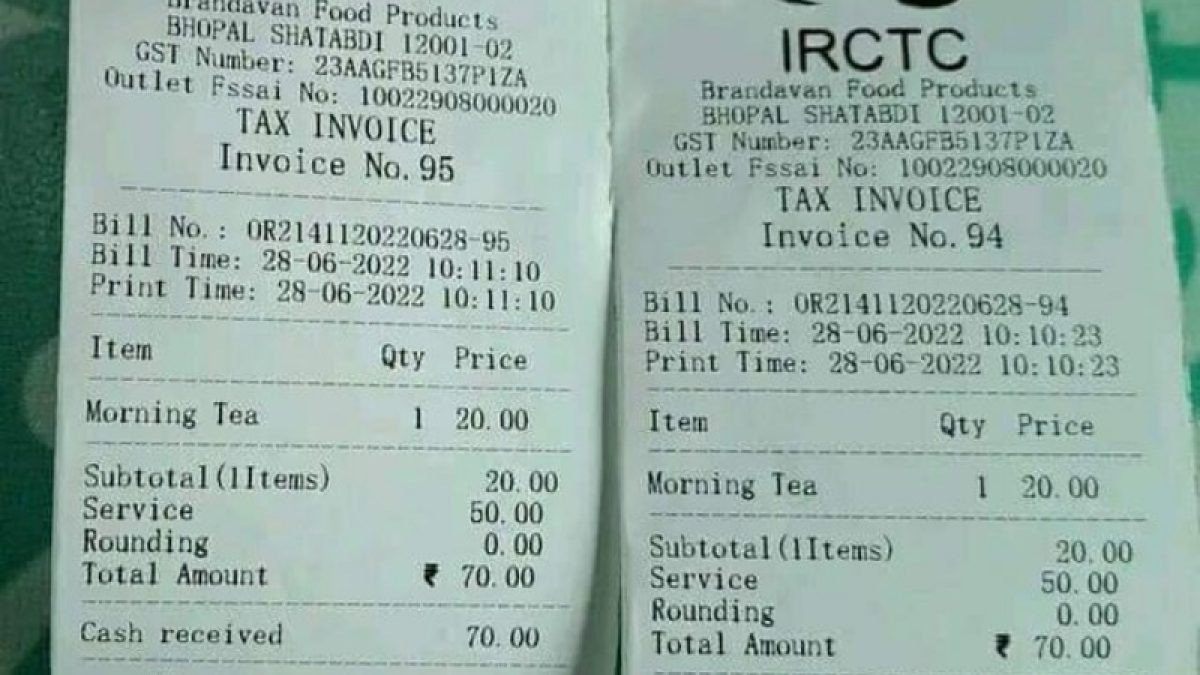 Brandavan Food Products
BHOPAL SHATABDI 12001-02
GST Number: 23AAGFB5137P1ZA
Outlet Fssai No: 10022908000020
TAX INVOICE
Invoice No. 95
Bill No.: OR2141120220628-95
Bill Time: 28-06-2022 10:11:10
Print Time: 28-06-2022 10:11:10
Item Qty Price
Morning Tea 1 20.00
Subtotal(1Items) 20.00
Service 50.00
Rounding 0.00
Total Amount ₹ 70.00
Cash received 70.00
IRCTC
Brandavan Food Products
BHOPAL SHATABDI 12001-02
GST Number: 23AAGFB5137P1ZA
Outlet Fssai No: 10022908000020
TAX INVOICE
Invoice No. 94
Bill No.: OR2141120220628-94
Bill Time: 28-06-2022 10:10:23
Print Time: 28-06-2022 10:10:23
Item Qty Price
Morning Tea 1 20.00
Subtotal(1Items) 20.00
Service 50.00
Rounding 0.00
Total Amount ₹ 70.00